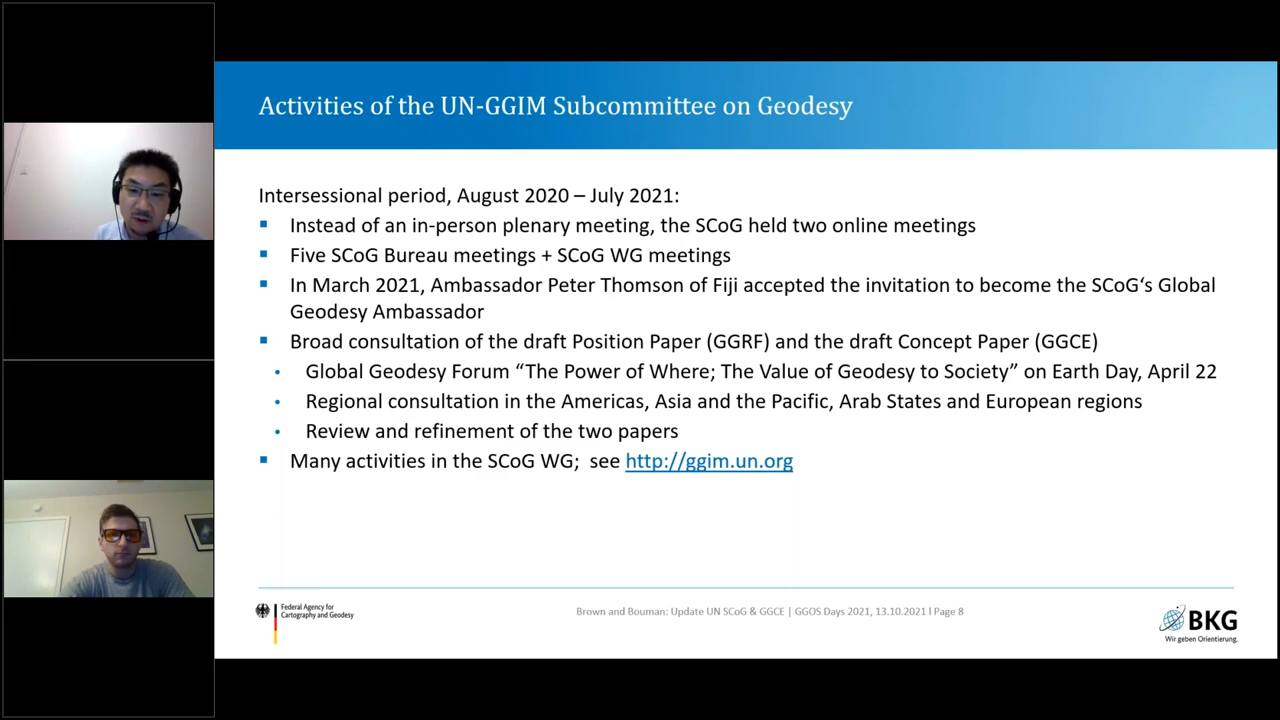 Activities of the UN-GGIM Subcommittee on Geodesy
Intersessional period, August 2020 – July 2021:
Instead of an in-person plenary meeting, the SCoG held two online meetings
Five SCoG Bureau meetings + SCoG WG meetings
In March 2021, Ambassador Peter Thomson of Fiji accepted the invitation to become the SCoG‘s Global
Geodesy Ambassador
Broad consultation of the draft Position Paper (GGRF) and the draft Concept Paper (GGCE)
Global Geodesy Forum “The Power of Where; The Value of Geodesy to Society” on Earth Day, April 22
Regional consultation in the Americas, Asia and the Pacific, Arab States and European regions
Review and refinement of the two papers
Many activities in the SCoG WG; see http://ggim.un.org
Federal Agency for
Cartography and Geodesy
Brown and Bouman: Update UN SCoG & GGCE | GGOS Days 2021, 13.10.2021 I Page 8
BKG
Wir geben Orientierung.